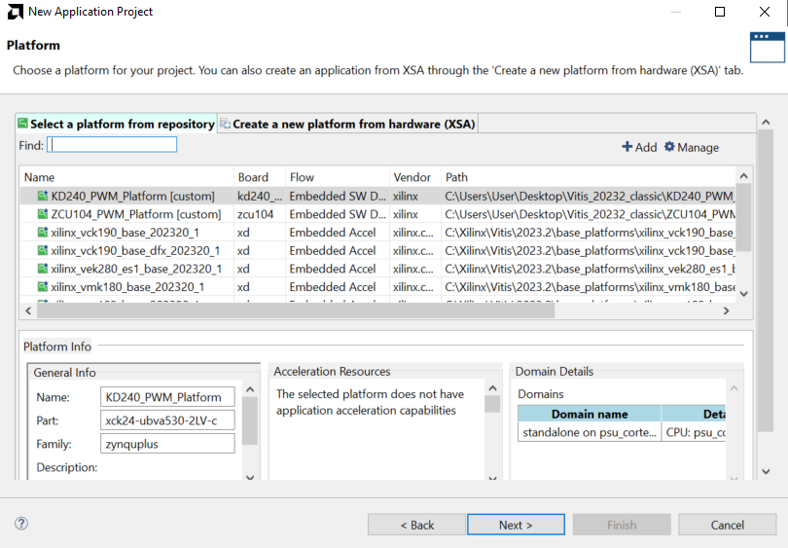 New Application Project
Platform
Choose a platform for your project. You can also create an application from XSA through the 'Create a new platform from hardware (XSA)' tab.
Select a platform from repository Create a new platform from hardware (XSA)
Find: Add Manage
Name Board Flow Vendor Path
KD240_PWM_Platform [custom] kd240_... Embedded SW D... xilinx C:\Users\User\Desktop\Vitis_20232_classic\KD240_PWM_
ZCU104_PWM_Platform [custom] zcu104 Embedded SW D... xilinx C:\Users\User\Desktop\Vitis_20232_classic\ZCU104_PWM
xilinx_vck190_base_202320_1 xd Embedded Accel xilinx.c... C:\Xilinx\Vitis\2023.2\base_platforms\xilinx_vck190_base_
xilinx_vck190_base_dfx_202320_1 xd Embedded Accel xilinx.c... C:\Xilinx\Vitis\2023.2\base_platforms\xilinx_vck190_base_
xilinx_vek280_es1_base_202320_1 xd Embedded Accel xilinx.c... C:\Xilinx\Vitis\2023.2\base_platforms\xilinx_vek280_es1_b
xilinx_vmk180_base_202320_1 xd Embedded Accel xilinx.c... C:\Xilinx\Vitis\2023.2\base_platforms\xilinx_vmk180_base
Platform Info
General Info Acceleration Resources Domain Details
Name: KD240_PWM_Platform The selected platform does not have Domains
application acceleration capabilities
Part: xck24-ubva530-2LV-c Domain name Deta
Family: zynquplus standalone on psu_corte... CPU: psu_co
Description:
< Back Next > Finish Cancel